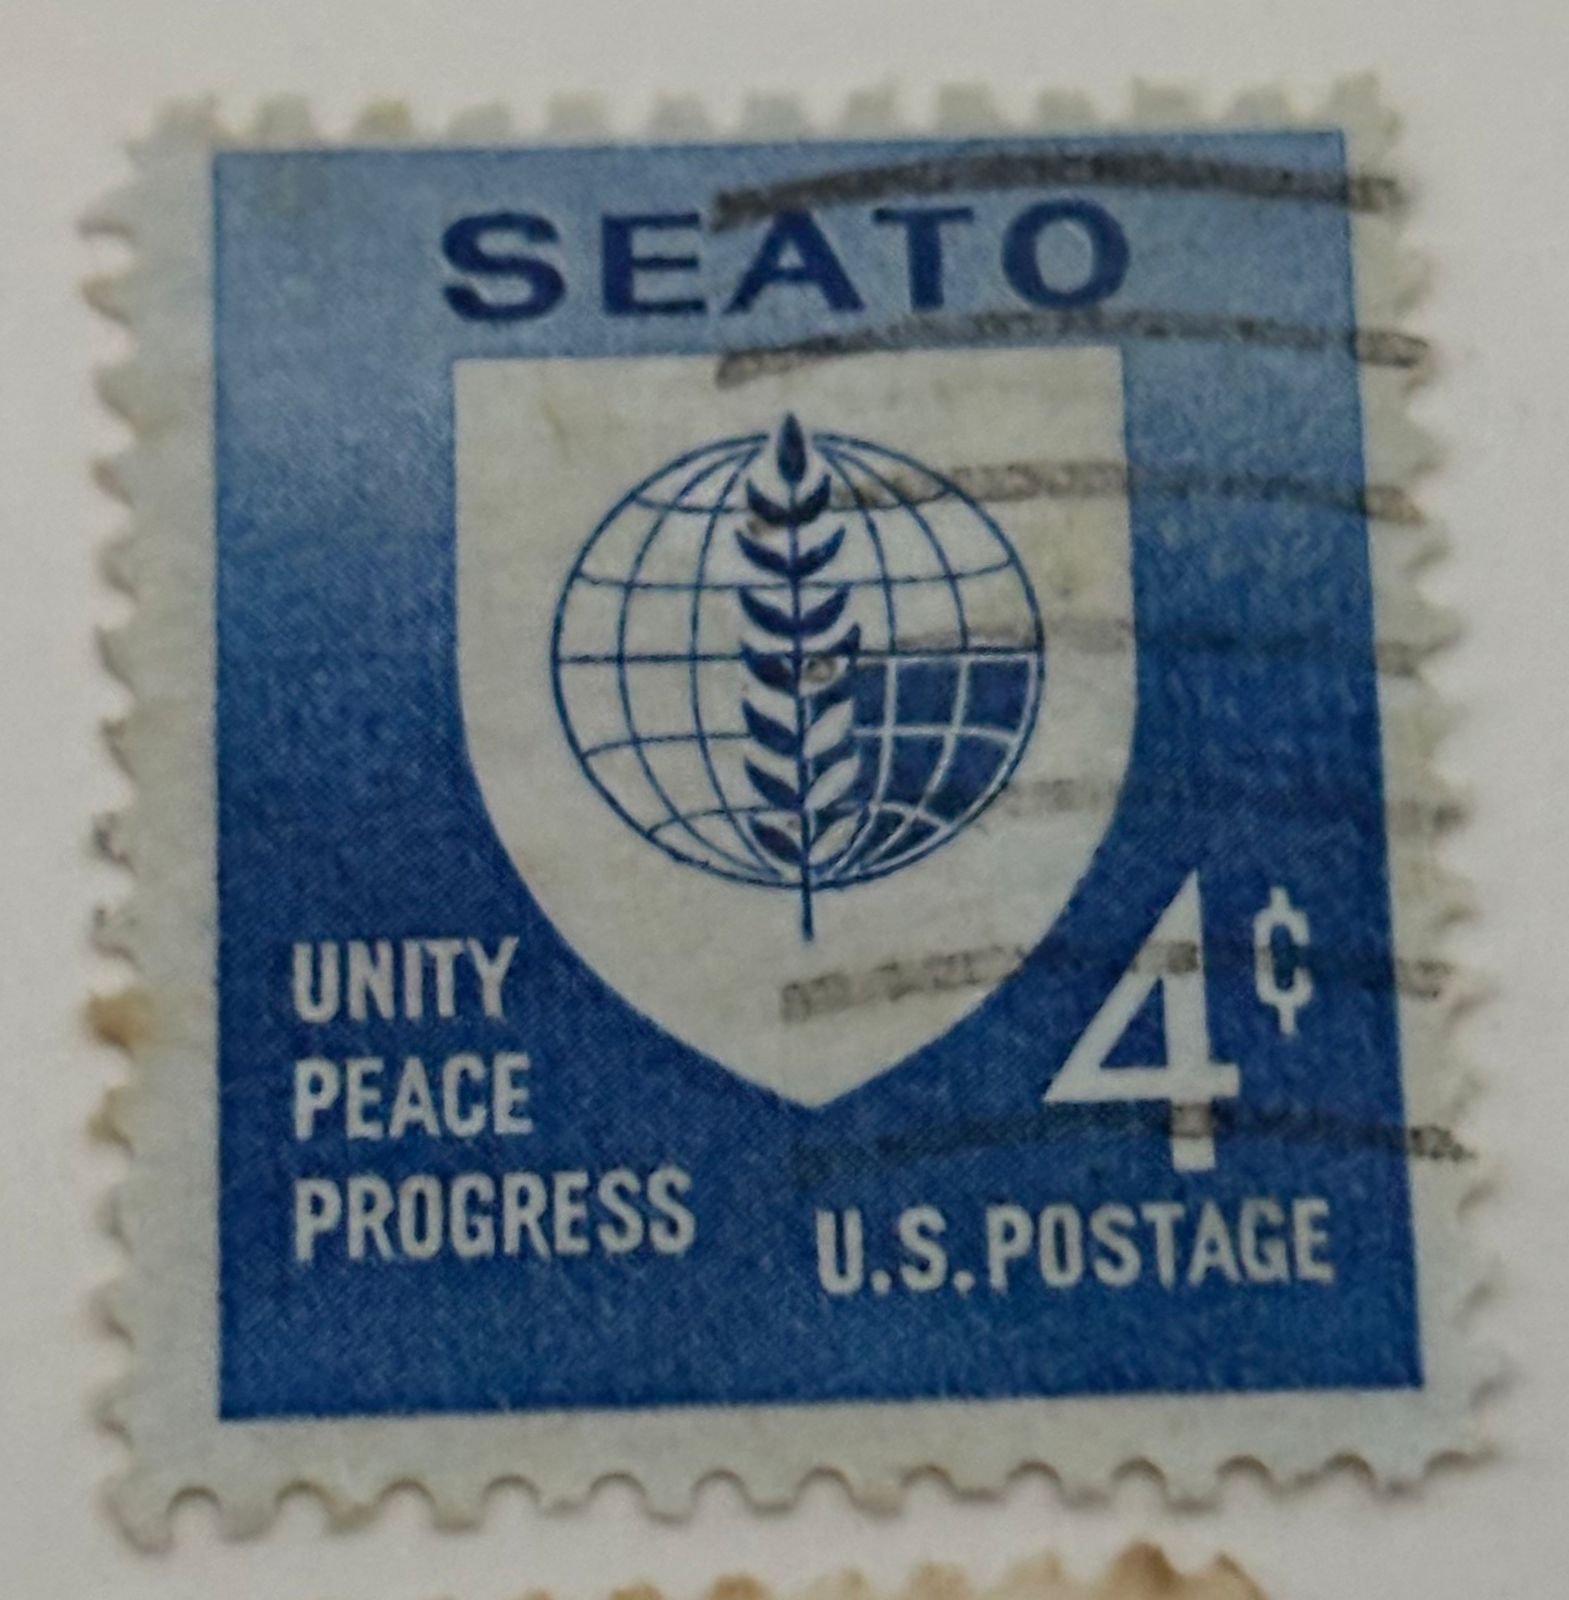 SEATO
UNITY
PEACE
PROGRESS
4¢
U.S. POSTAGE